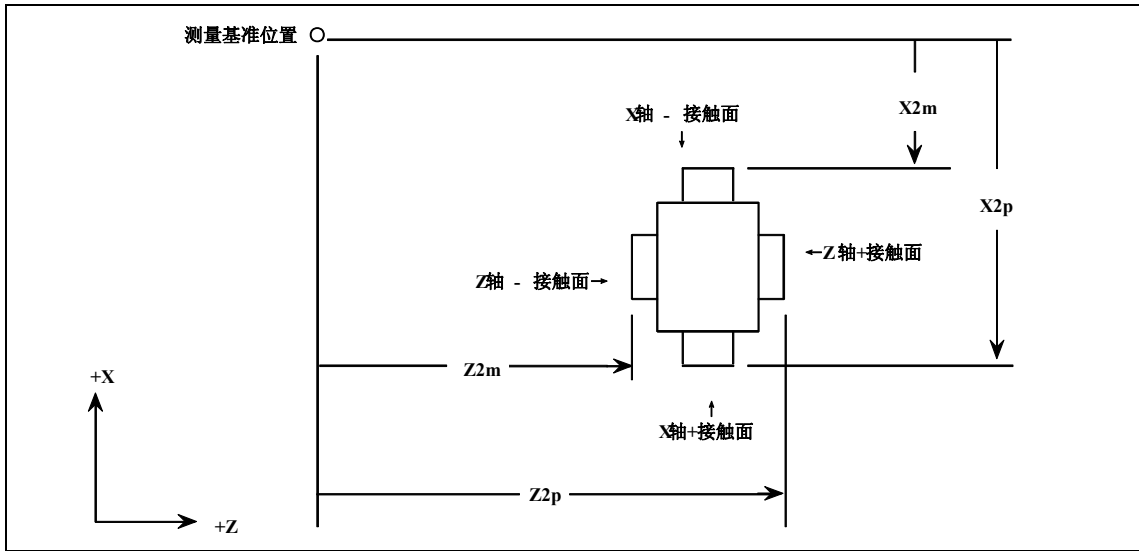 测量基准位置
X轴 - 接触面
X2m
X2p
Z轴+接触面
Z轴 - 接触面
Z2m
+X
X轴+接触面
Z2p
+Z